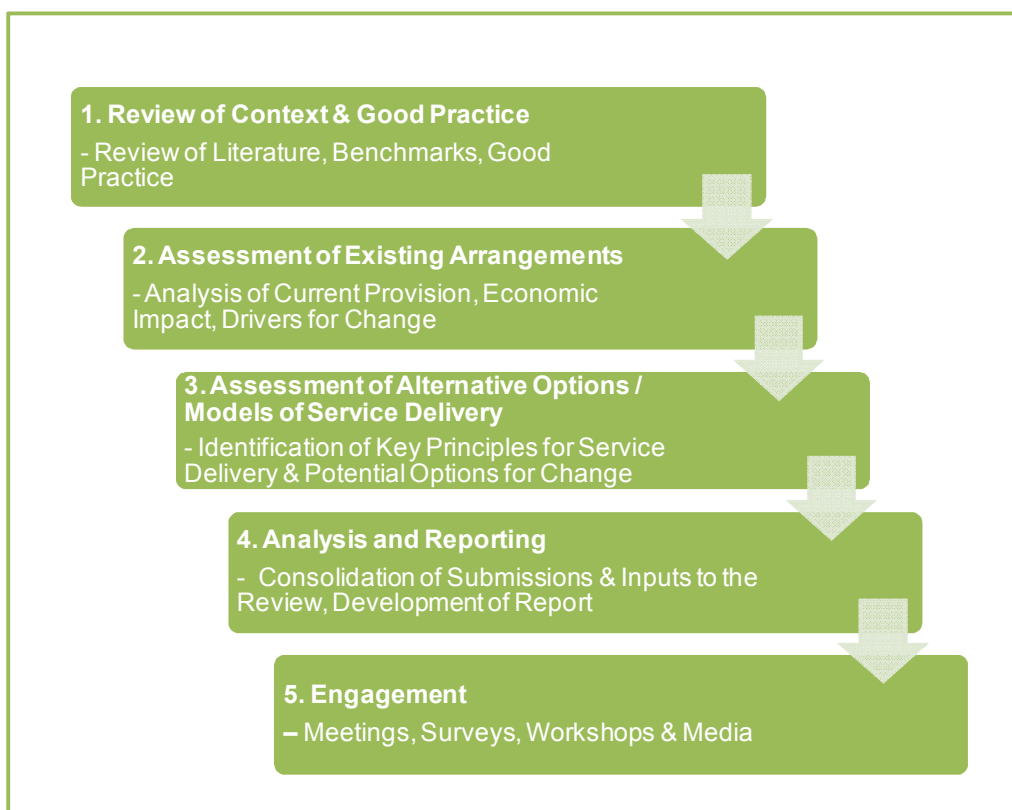 1. Review of Context & Good Practice
- Review of Literature, Benchmarks, Good
Practice
2. Assessment of Existing Arrangements
- Analysis of Current Provision, Economic
Impact, Drivers for Change
3. Assessment of Alternative Options /
Models of Service Delivery
- Identification of Key Principles for Service
Delivery & Potential Options for Change
4. Analysis and Reporting
- Consolidation of Submissions & Inputs to the
Review, Development of Report
5. Engagement
– Meetings, Surveys, Workshops & Media